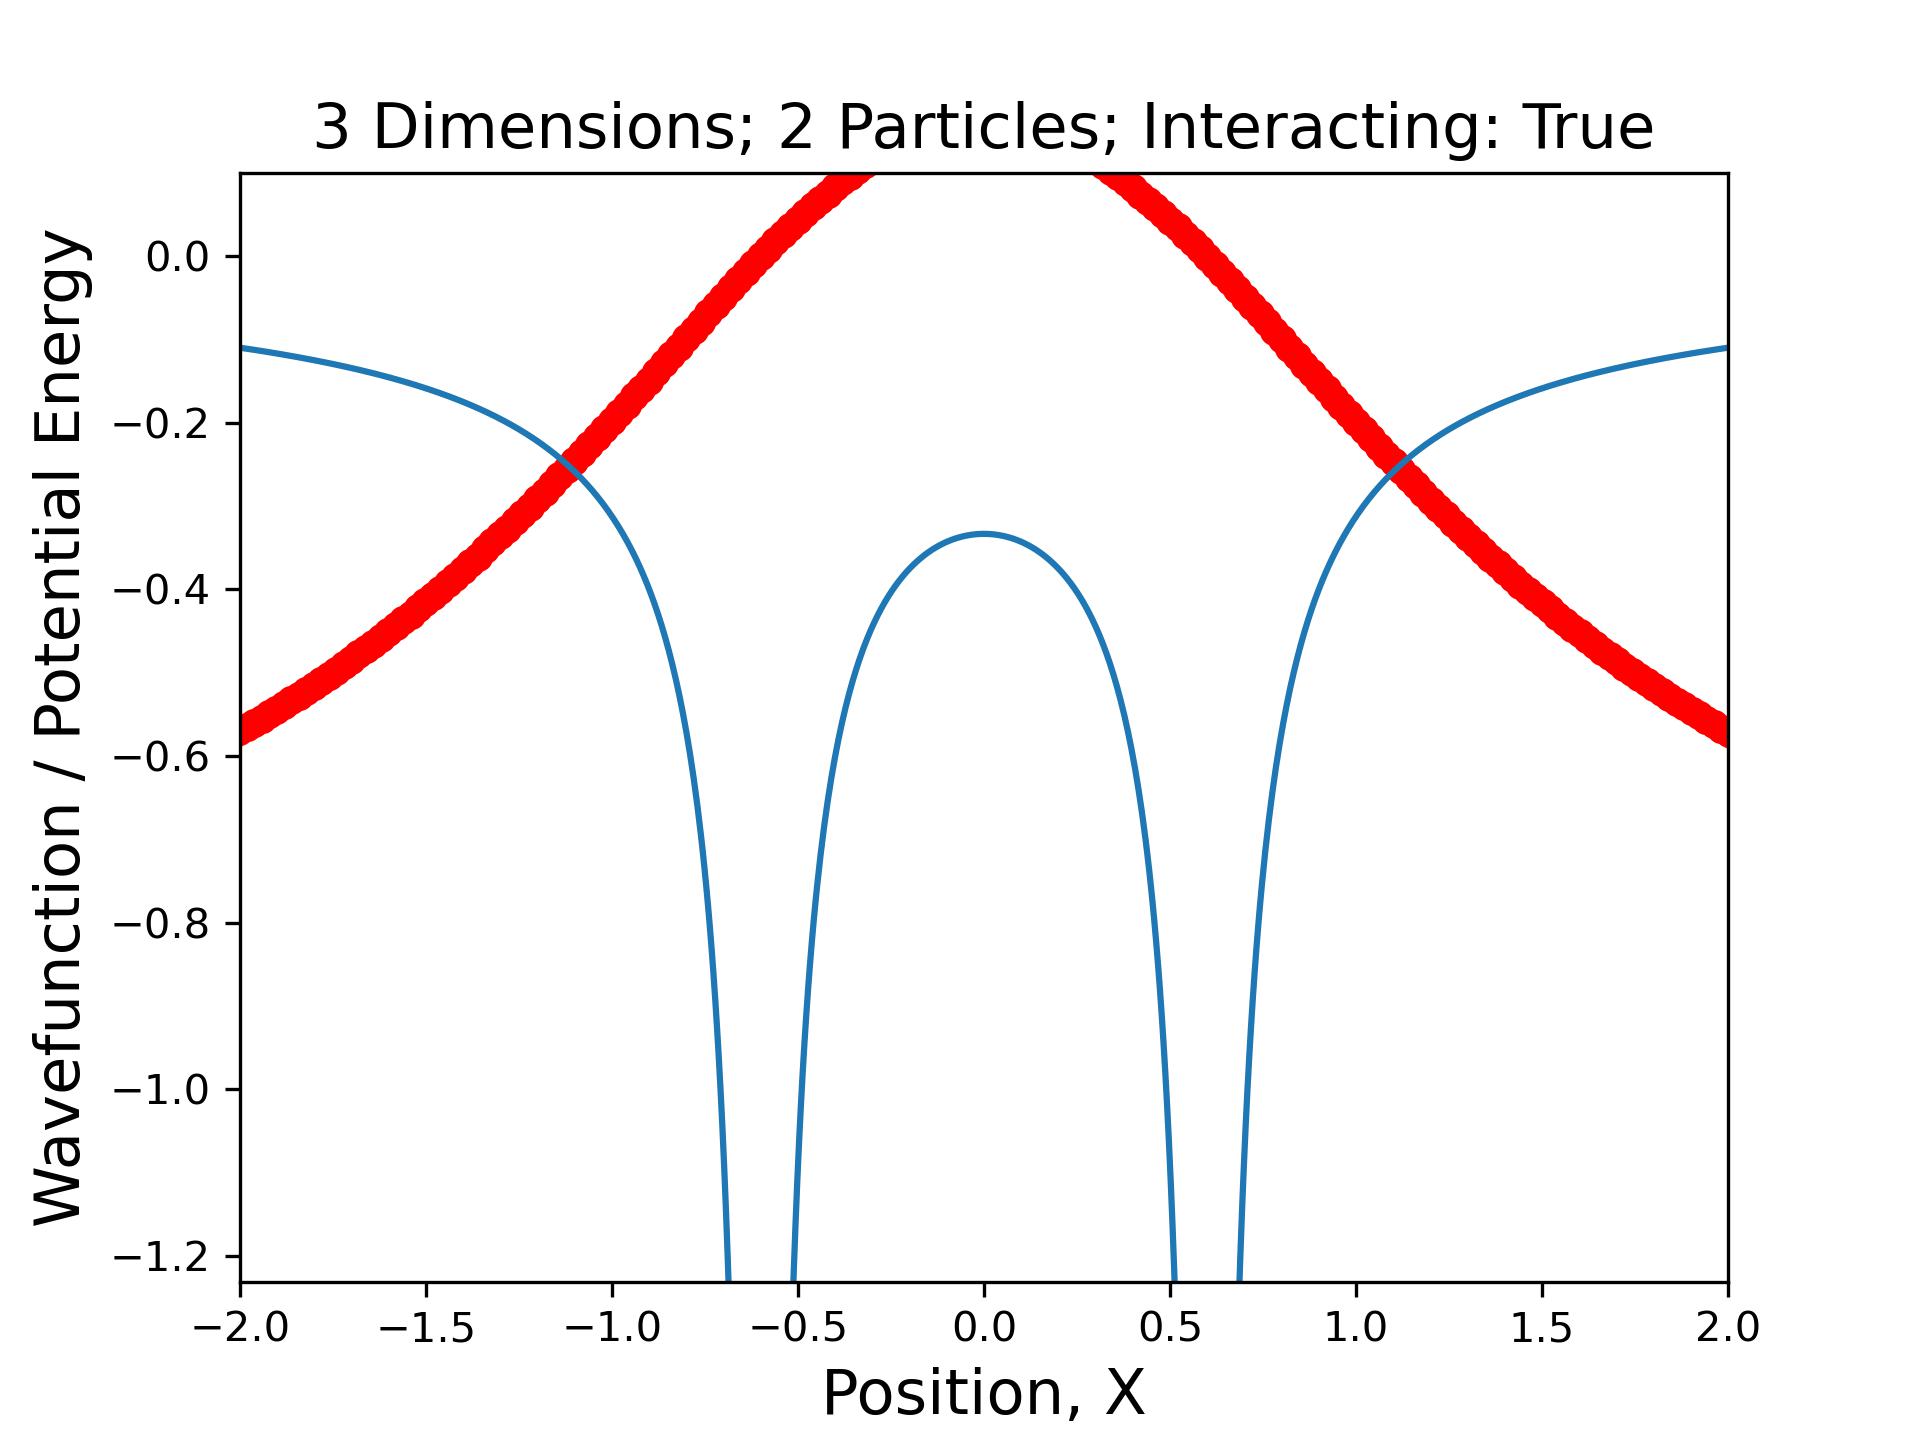 3 Dimensions; 2 Particles; Interacting: True
Wavefunction / Potential Energy
0.0
−0.2
−0.4
−0.6
−0.8
−1.0
−1.2
−2.0 −1.5 −1.0 −0.5 0.0 0.5 1.0 1.5 2.0
Position, X